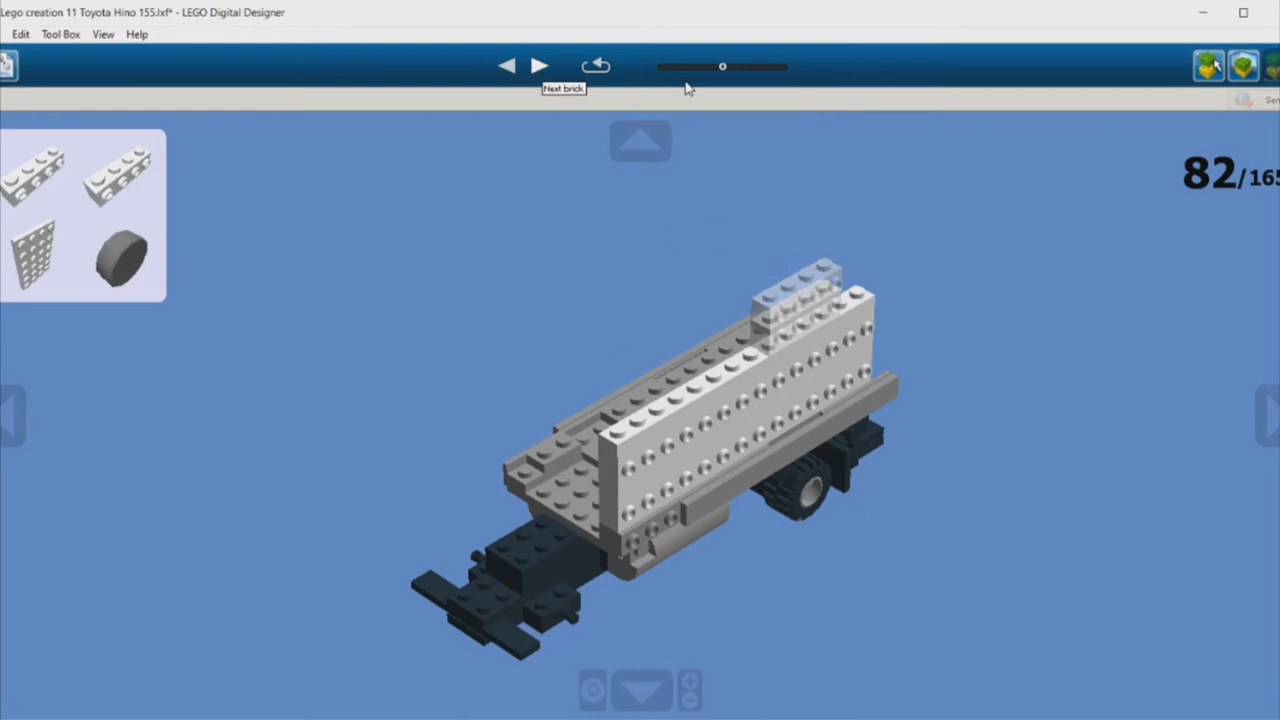 Lego creation 11 Toyota Hino 155.lxf* - LEGO Digital Designer
Edit Tool Box View Help
Next brick
82/165